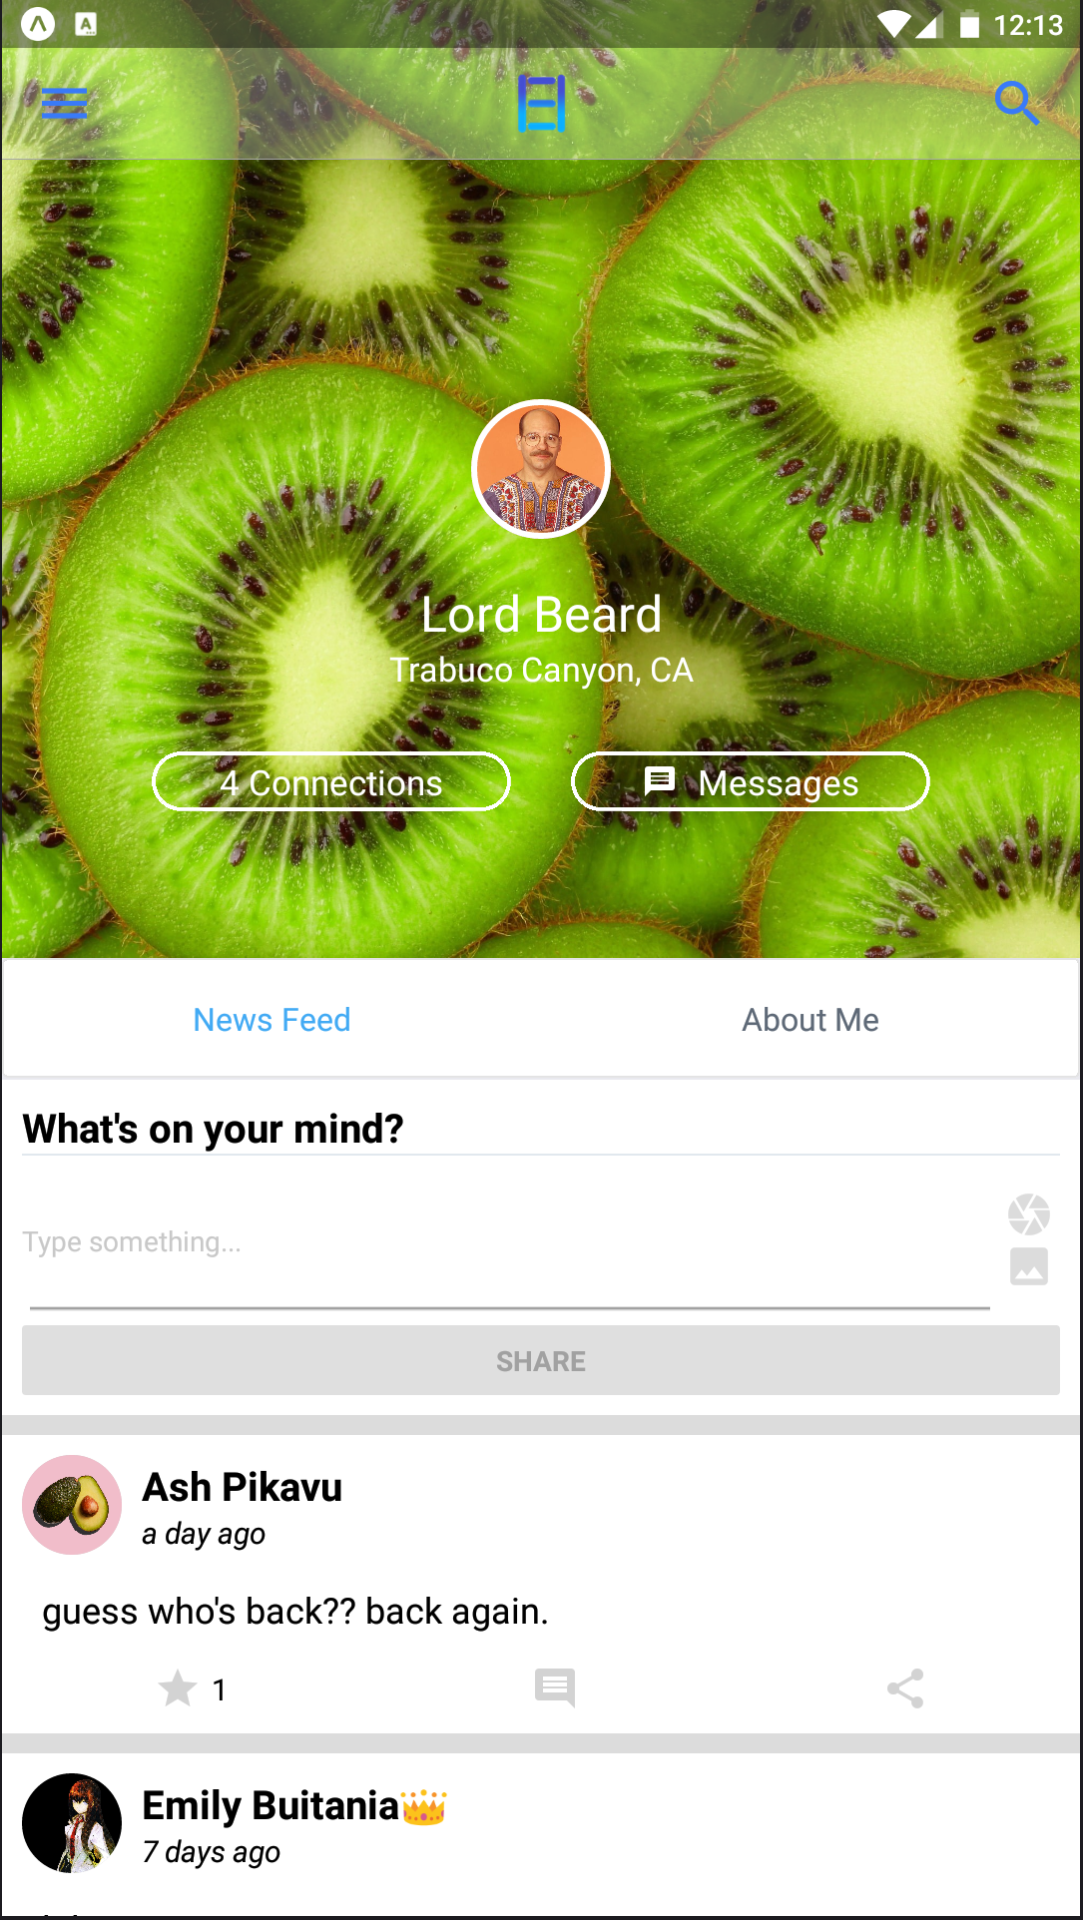 12:13
Lord Beard
Trabuco Canyon, CA
4 Connections
Messages
News Feed
About Me
What's on your mind?
Type something...
SHARE
Ash Pikavu
a day ago
guess who's back?? back again.
1
Emily Buitania👑
7 days ago